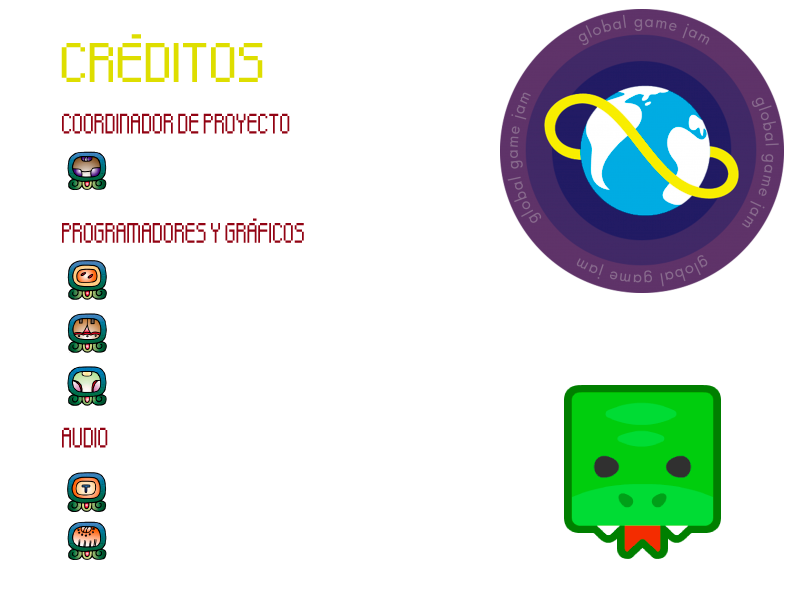 CRÉDITOS
COORDINADOR DE PROYECTO
PROGRAMADORES Y GRÁFICOS
AUDIO
global game jam
global game jam
global game jam
global game jam